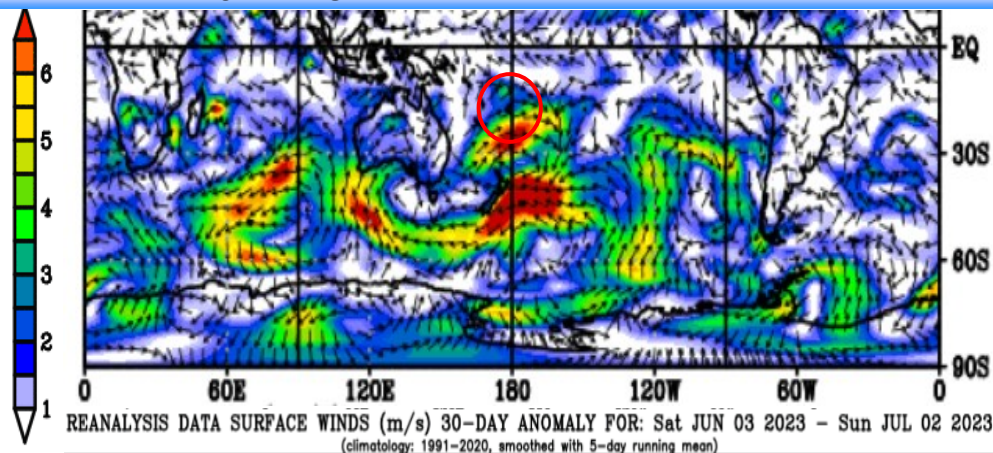 6
5
4
3
2
1
EQ
30S
60S
90S
0 60E 120E 180 120W 60W 0
REANALYSIS DATA SURFACE WINDS (m/s) 30-DAY ANOMALY FOR: Sat JUN 03 2023 - Sun JUL 02 2023
(climatology: 1991-2020, smoothed with 5-day running mean)